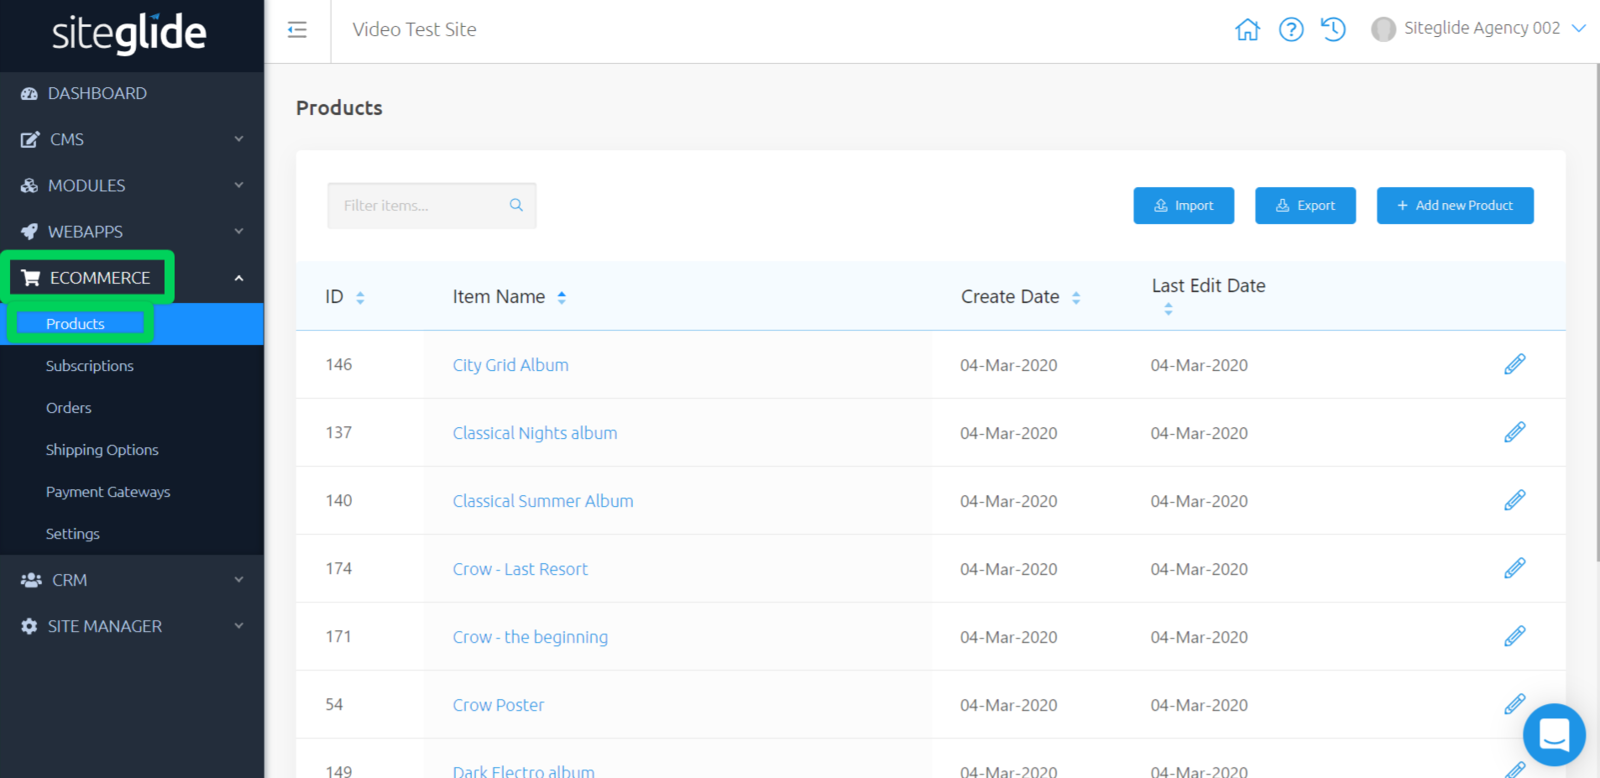 siteglide
Video Test Site
Siteglide Agency 002
DASHBOARD
CMS
MODULES
WEBAPPS
ECOMMERCE
Products
Subscriptions
Orders
Shipping Options
Payment Gateways
Settings
CRM
SITE MANAGER
Products
Filter items...
Import
Export
+ Add new Product
ID Item Name Create Date Last Edit Date
146 City Grid Album 04-Mar-2020 04-Mar-2020
137 Classical Nights album 04-Mar-2020 04-Mar-2020
140 Classical Summer Album 04-Mar-2020 04-Mar-2020
174 Crow - Last Resort 04-Mar-2020 04-Mar-2020
171 Crow - the beginning 04-Mar-2020 04-Mar-2020
54 Crow Poster 04-Mar-2020 04-Mar-2020
149 Dark Electro album 04-Mar-2020 04-Mar-2020